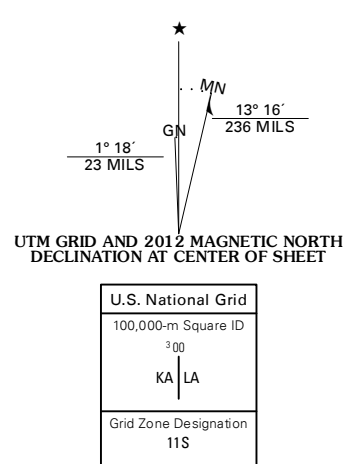 ★
MN
GN
13° 16´
236 MILS
1° 18´
23 MILS
UTM GRID AND 2012 MAGNETIC NORTH
DECLINATION AT CENTER OF SHEET
U.S. National Grid
100,000-m Square ID
³00
KA LA
Grid Zone Designation
11S